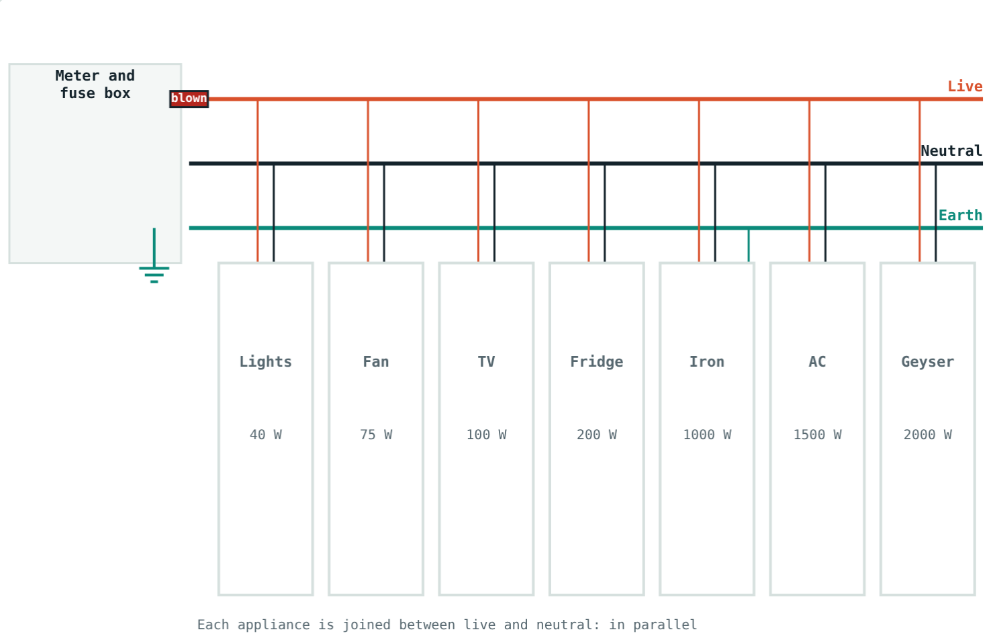 Meter and
fuse box
blown
Live
Neutral
Earth
Lights
Fan
TV
Fridge
Iron
AC
Geyser
40 W
75 W
100 W
200 W
1000 W
1500 W
2000 W
Each appliance is joined between live and neutral: in parallel